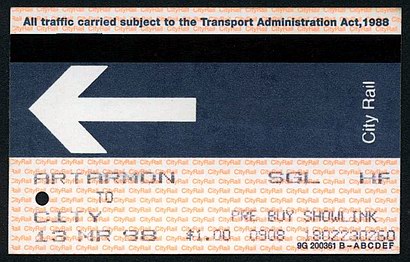 All traffic carried subject to the Transport Administration Act,1988
City Rail
ARTARMON SGL HF
TO
CITY PRE BUY SHOWLINK
13 MR 98 $1.00 0908 1802230260
9G 200361 B – ABCDEF